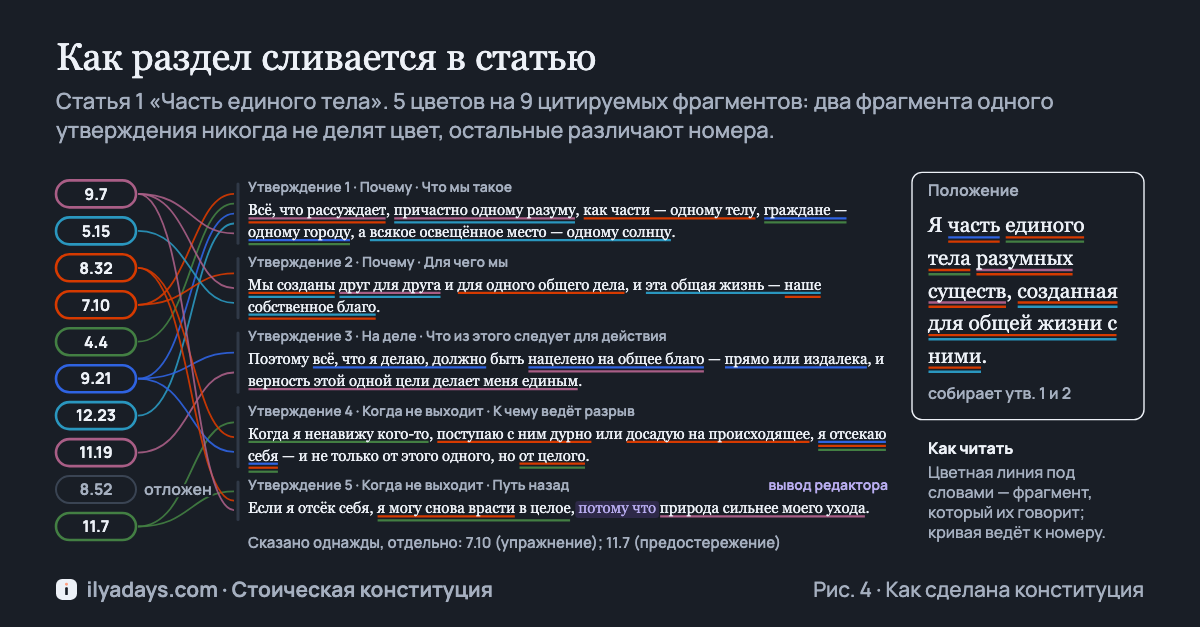 Как раздел сливается в статью
Статья 1 «Часть единого тела». 5 цветов на 9 цитируемых фрагментов: два фрагмента одного
утверждения никогда не делят цвет, остальные различают номера.
9.7
5.15
8.32
7.10
4.4
9.21
12.23
11.19
8.52
отложен
11.7
Утверждение 1 · Почему · Что мы такое
Всё, что рассуждает, причастно одному разуму, как части — одному телу, граждане —
одному городу, а всякое освещённое место — одному солнцу.
Утверждение 2 · Почему · Для чего мы
Мы созданы друг для друга и для одного общего дела, и эта общая жизнь — наше
собственное благо.
Утверждение 3 · На деле · Что из этого следует для действия
Поэтому всё, что я делаю, должно быть нацелено на общее благо — прямо или издалека, и
верность этой одной цели делает меня единым.
Утверждение 4 · Когда не выходит · К чему ведёт разрыв
Когда я ненавижу кого-то, поступаю с ним дурно или досадую на происходящее, я отсекаю
себя — и не только от этого одного, но от целого.
Утверждение 5 · Когда не выходит · Путь назад
вывод редактора
Если я отсёк себя, я могу снова врасти в целое, потому что природа сильнее моего ухода.
Сказано однажды, отдельно: 7.10 (упражнение); 11.7 (предостережение)
Положение
Я часть единого
тела разумных
существ, созданная
для общей жизни с
ними.
собирает утв. 1 и 2
Как читать
Цветная линия под
словами — фрагмент,
который их говорит;
кривая ведёт к номеру.
i ilyadays.com · Стоическая конституция
Рис. 4 · Как сделана конституция